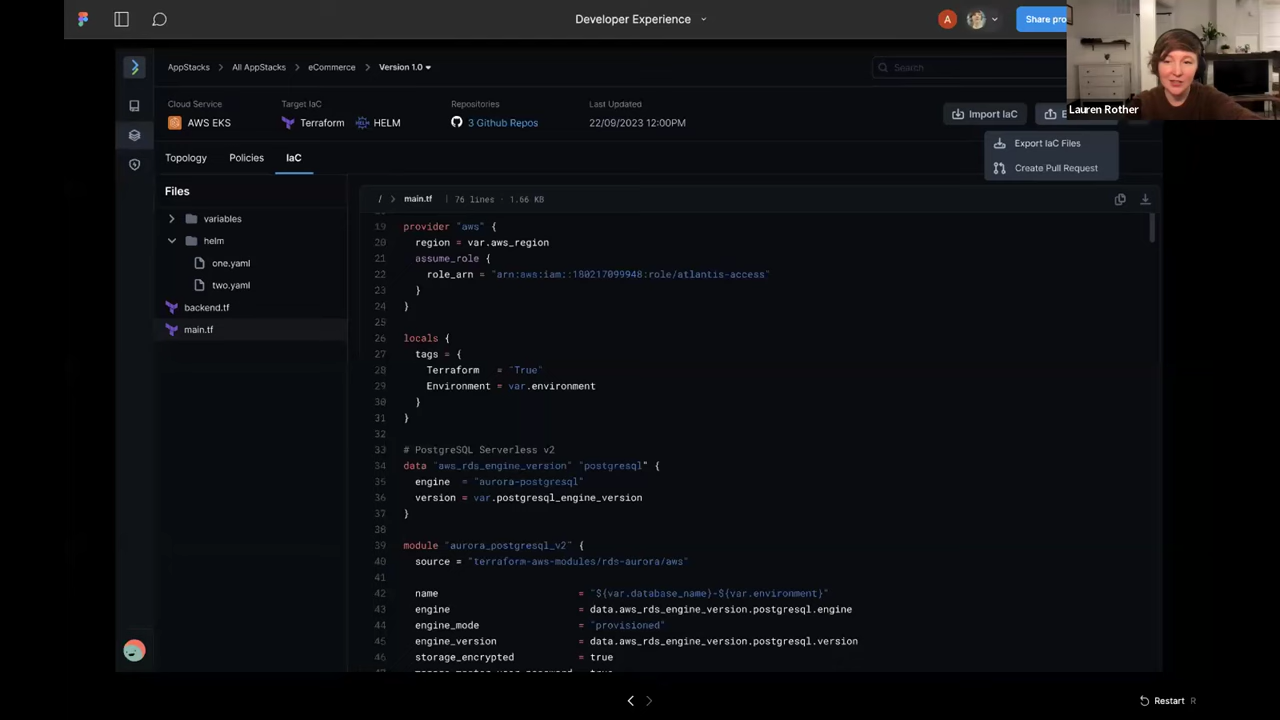 Developer Experience
A
Share pro
Lauren Rother
AppStacks
All AppStacks
eCommerce
Version 1.0
Search
Cloud Service
AWS EKS
Target IaC
Terraform
HELM
Repositories
3 Github Repos
Last Updated
22/09/2023 12:00PM
Import IaC
E
Export IaC Files
Create Pull Request
Topology
Policies
IaC
Files
variables
helm
one.yaml
two.yaml
backend.tf
main.tf
/ main.tf 76 lines · 1.66 KB
19 provider "aws" {
20 region = var.aws_region
21 assume_role {
22 role_arn = "arn:aws:iam::180217099948:role/atlantis-access"
23 }
24 }
25
26 locals {
27 tags = {
28 Terraform = "True"
29 Environment = var.environment
30 }
31 }
32
33 # PostgreSQL Serverless v2
34 data "aws_rds_engine_version" "postgresql" {
35 engine = "aurora-postgresql"
36 version = var.postgresql_engine_version
37 }
38
39 module "aurora_postgresql_v2" {
40 source = "terraform-aws-modules/rds-aurora/aws"
41
42 name = "${var.database_name}-${var.environment}"
43 engine = data.aws_rds_engine_version.postgresql.engine
44 engine_mode = "provisioned"
45 engine_version = data.aws_rds_engine_version.postgresql.version
46 storage_encrypted = true
Restart R